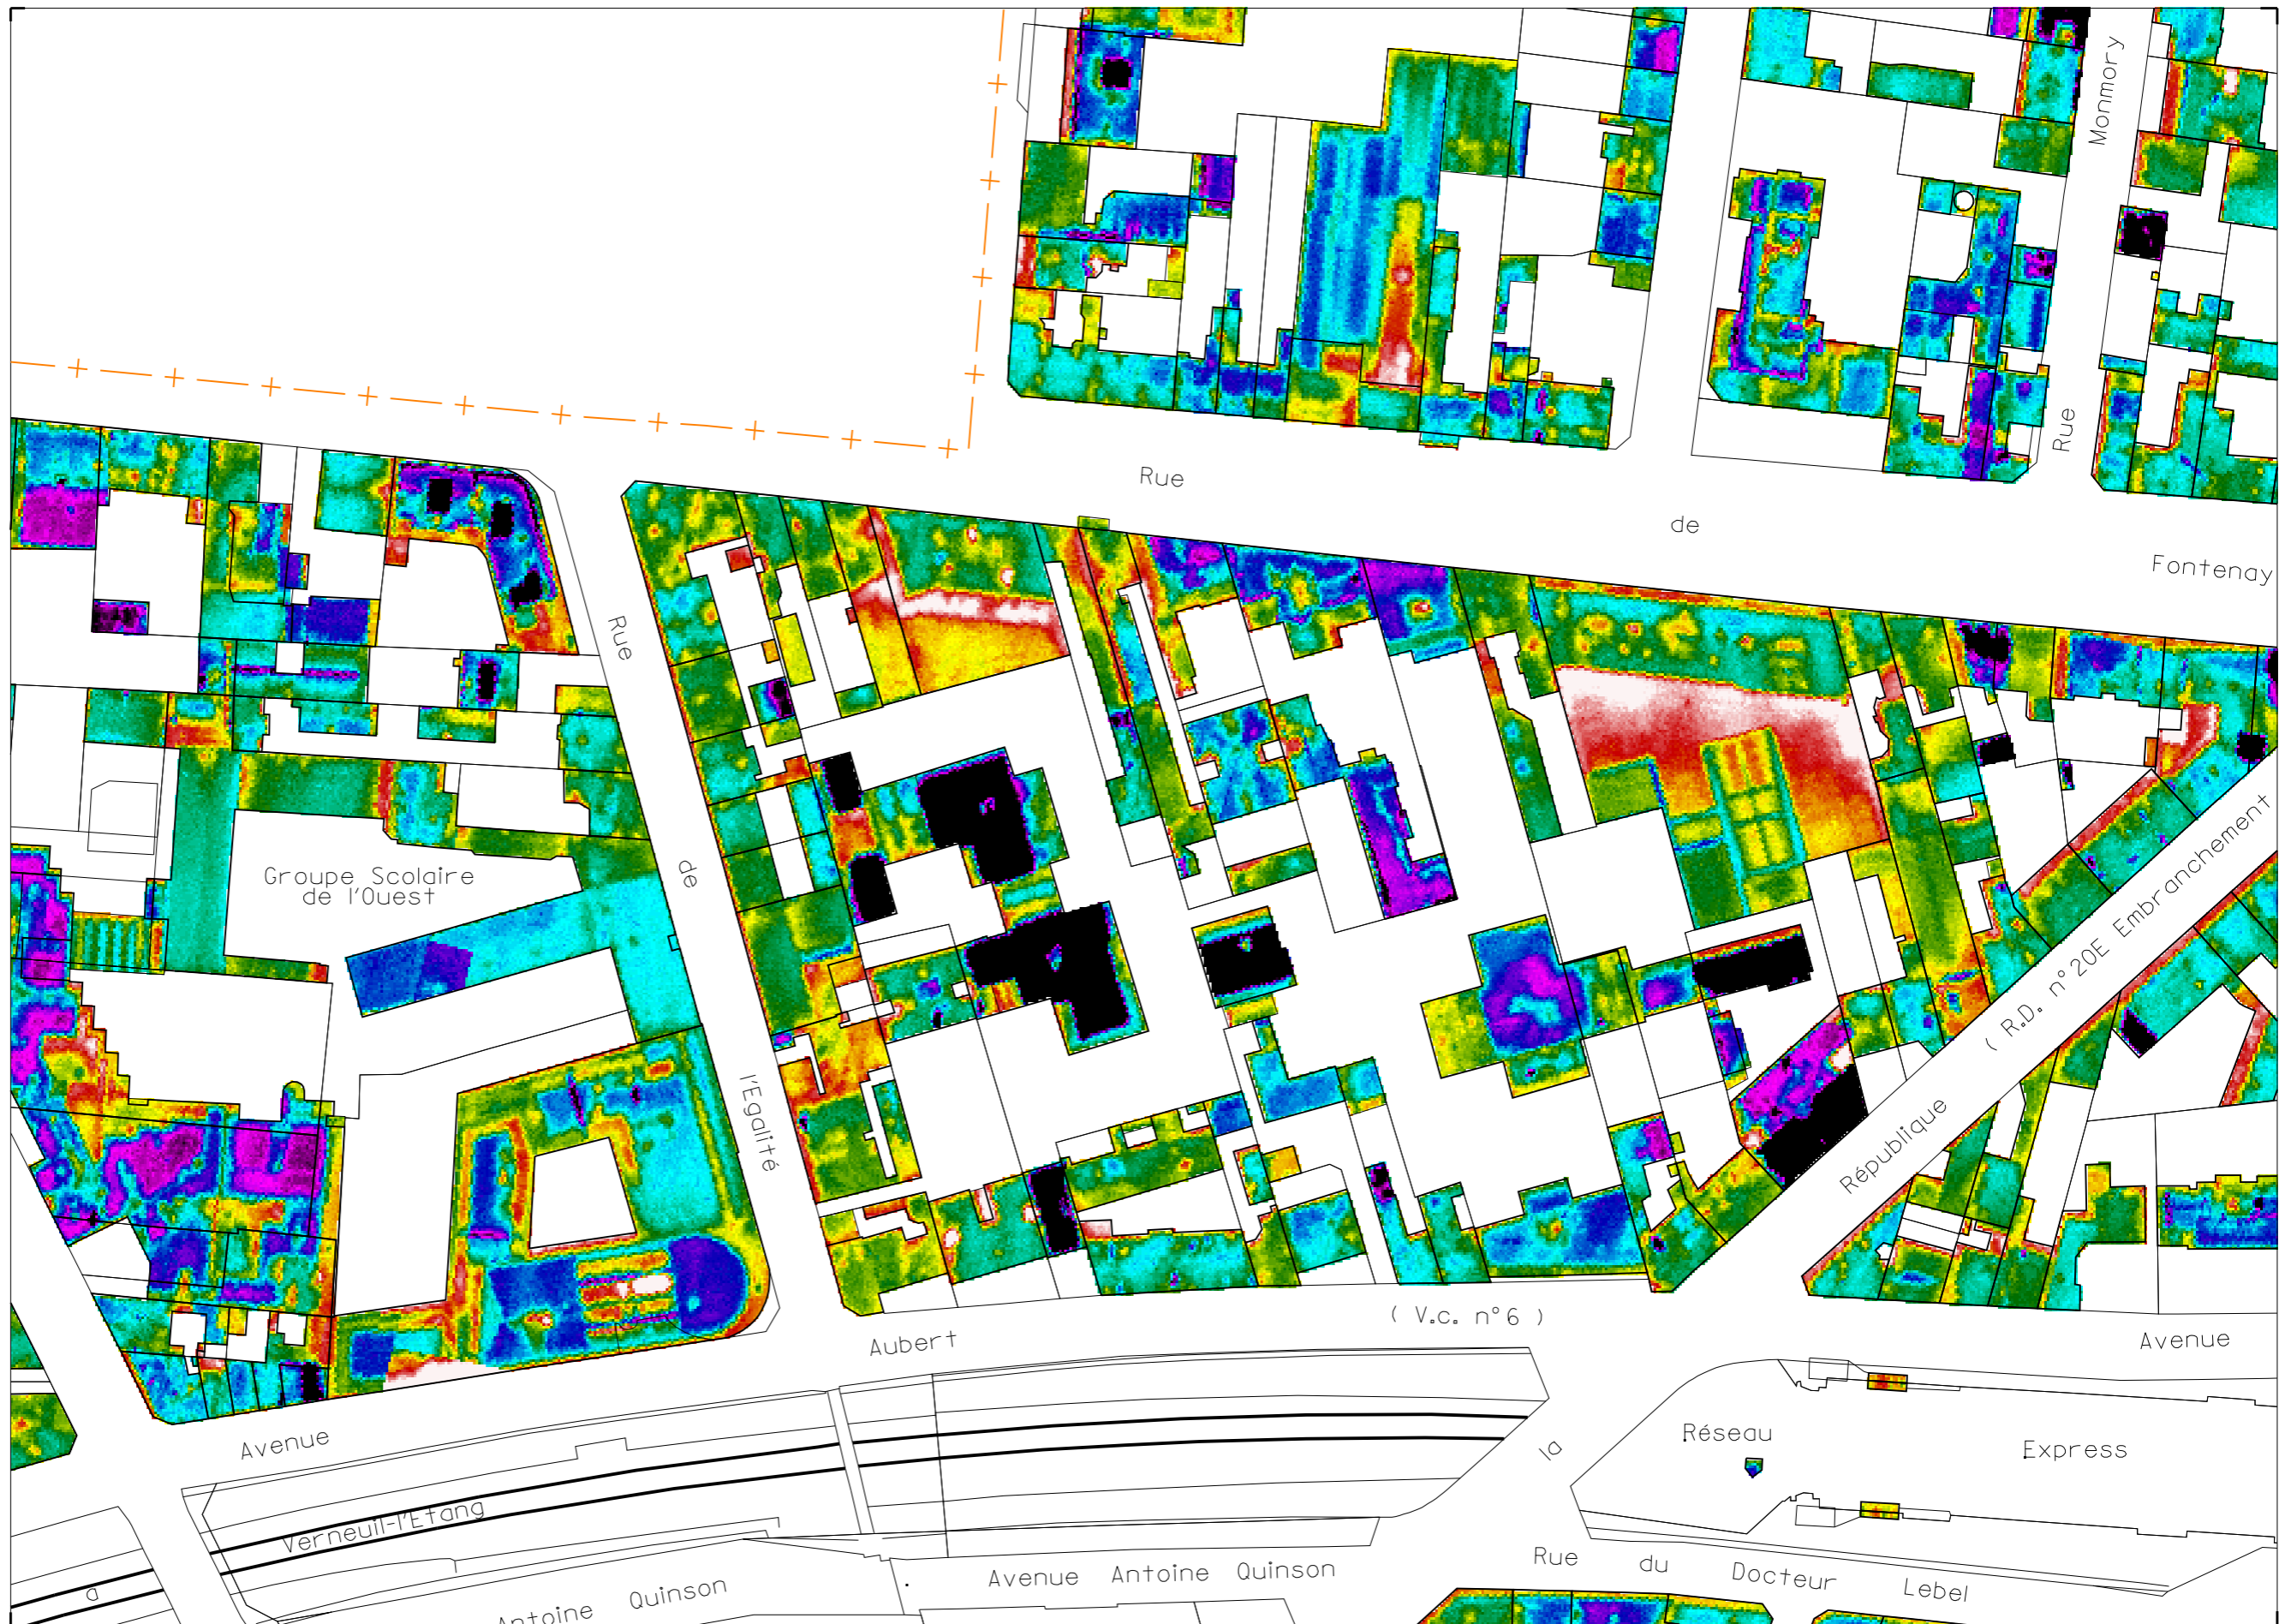 Monmory
Rue
Rue
de
Fontenay
Rue
de
l'Egalité
Groupe Scolaire
de l'Ouest
( R.D. n° 20E Embranchement
République
la
( V.c. n°6 )
Aubert
Avenue
Avenue
Réseau
Express
Verneuil-l'Etang
a
Antoine Quinson
Avenue Antoine Quinson
Rue du Docteur Lebel